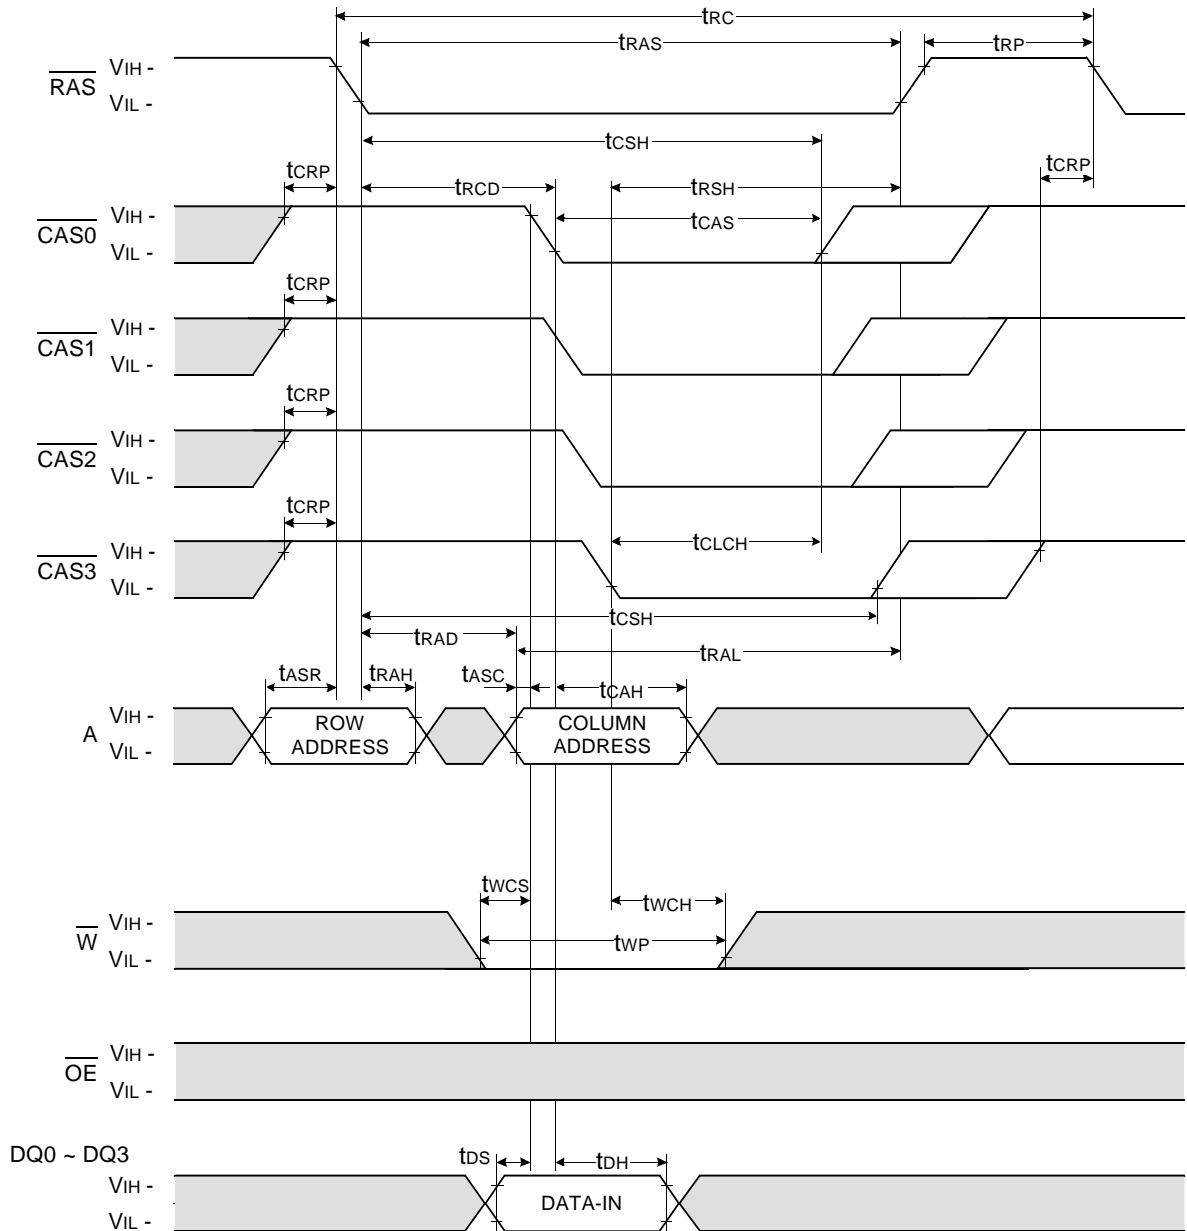 tRC
tRAS
tRP
RAS
VIH -
VIL -
tCSH
tCRP
tRCD
tRSH
tCRP
CAS0
VIH -
VIL -
tCAS
tCRP
CAS1
VIH -
VIL -
tCRP
CAS2
VIH -
VIL -
tCRP
CAS3
VIH -
VIL -
tCLCH
tCSH
tRAD
tRAL
tASR
tRAH
tASC
tCAH
A
VIH -
VIL -
ROW
ADDRESS
COLUMN
ADDRESS
tWCS
tWCH
W
VIH -
VIL -
tWP
OE
VIH -
VIL -
DQ0 ~ DQ3
tDS
tDH
VIH -
VIL -
DATA-IN